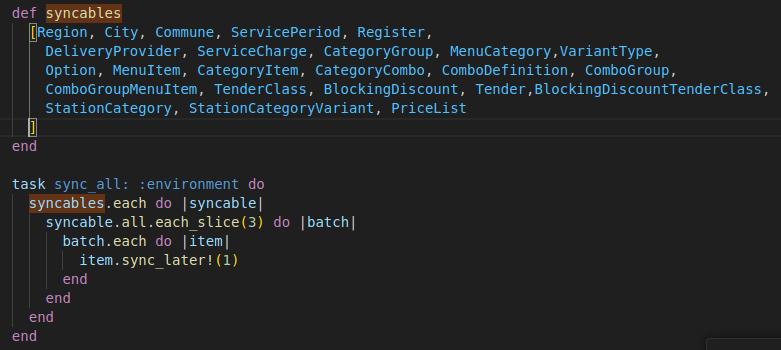 def syncables
[Region, City, Commune, ServicePeriod, Register,
DeliveryProvider, ServiceCharge, CategoryGroup, MenuCategory,VariantType,
Option, MenuItem, CategoryItem, CategoryCombo, ComboDefinition, ComboGroup,
ComboGroupMenuItem, TenderClass, BlockingDiscount, Tender,BlockingDiscountTenderClass,
StationCategory, StationCategoryVariant, PriceList
]
end
task sync_all: :environment do
syncables.each do |syncable|
syncable.all.each_slice(3) do |batch|
batch.each do |item|
item.sync_later!(1)
end
end
end
end